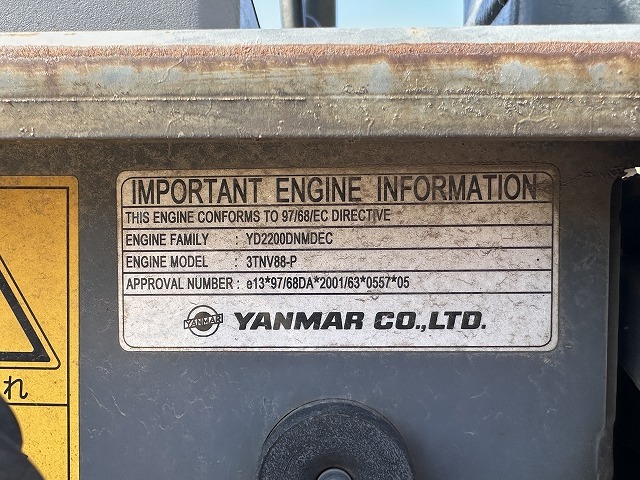 IMPORTANT ENGINE INFORMATION
THIS ENGINE CONFORMS TO 97/68/EC DIRECTIVE
ENGINE FAMILY : YD2200DNMDEC
ENGINE MODEL : 3TNV88-P
APPROVAL NUMBER : e13*97/68DA*2001/63*0557*05
YANMAR YANMAR CO.,LTD.
れ